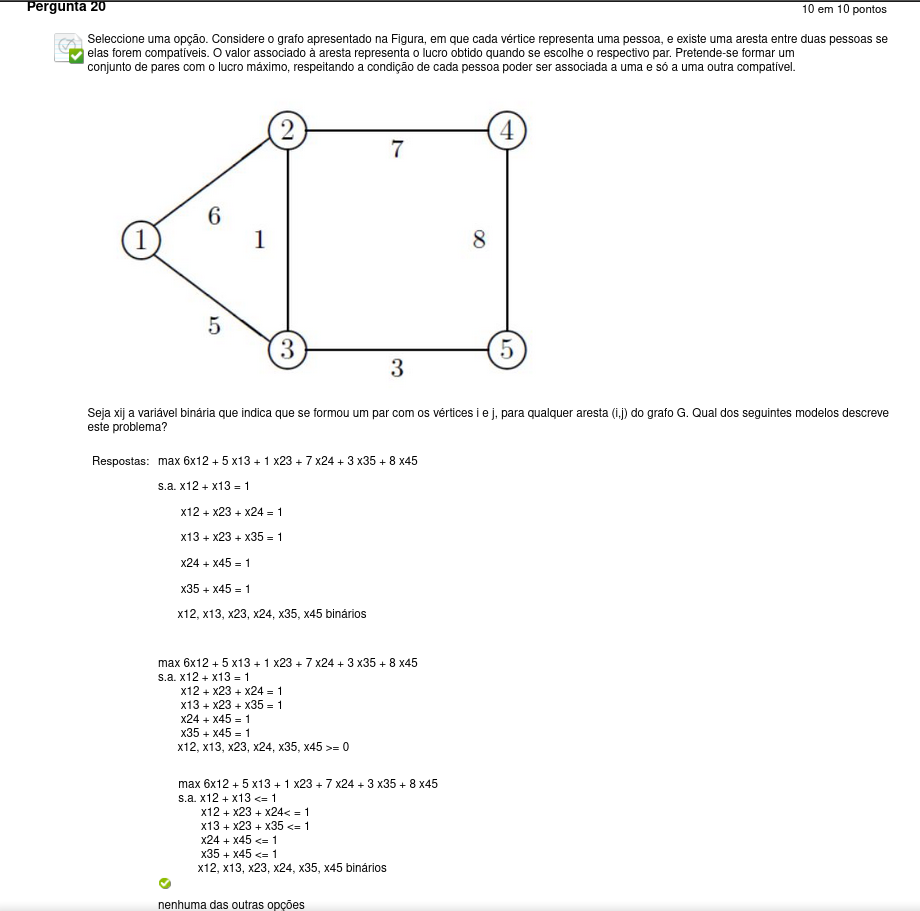 Pergunta 20
10 em 10 pontos
Seleccione uma opção. Considere o grafo apresentado na Figura, em que cada vértice representa uma pessoa, e existe uma aresta entre duas pessoas se
elas forem compatíveis. O valor associado à aresta representa o lucro obtido quando se escolhe o respectivo par. Pretende-se formar um
conjunto de pares com o lucro máximo, respeitando a condição de cada pessoa poder ser associada a uma e só a uma outra compatível.
2
4
7
6
1
1
8
5
3
5
3
Seja xij a variável binária que indica que se formou um par com os vértices i e j, para qualquer aresta (i,j) do grafo G. Qual dos seguintes modelos descreve
este problema?
Respostas: max 6x12 + 5 x13 + 1 x23 + 7 x24 + 3 x35 + 8 x45
s.a. x12 + x13 = 1
x12 + x23 + x24 = 1
x13 + x23 + x35 = 1
x24 + x45 = 1
x35 + x45 = 1
x12, x13, x23, x24, x35, x45 binários
max 6x12 + 5 x13 + 1 x23 + 7 x24 + 3 x35 + 8 x45
s.a. x12 + x13 = 1
x12 + x23 + x24 = 1
x13 + x23 + x35 = 1
x24 + x45 = 1
x35 + x45 = 1
x12, x13, x23, x24, x35, x45 >= 0
max 6x12 + 5 x13 + 1 x23 + 7 x24 + 3 x35 + 8 x45
s.a. x12 + x13 <= 1
x12 + x23 + x24< = 1
x13 + x23 + x35 <= 1
x24 + x45 <= 1
x35 + x45 <= 1
x12, x13, x23, x24, x35, x45 binários
nenhuma das outras opções